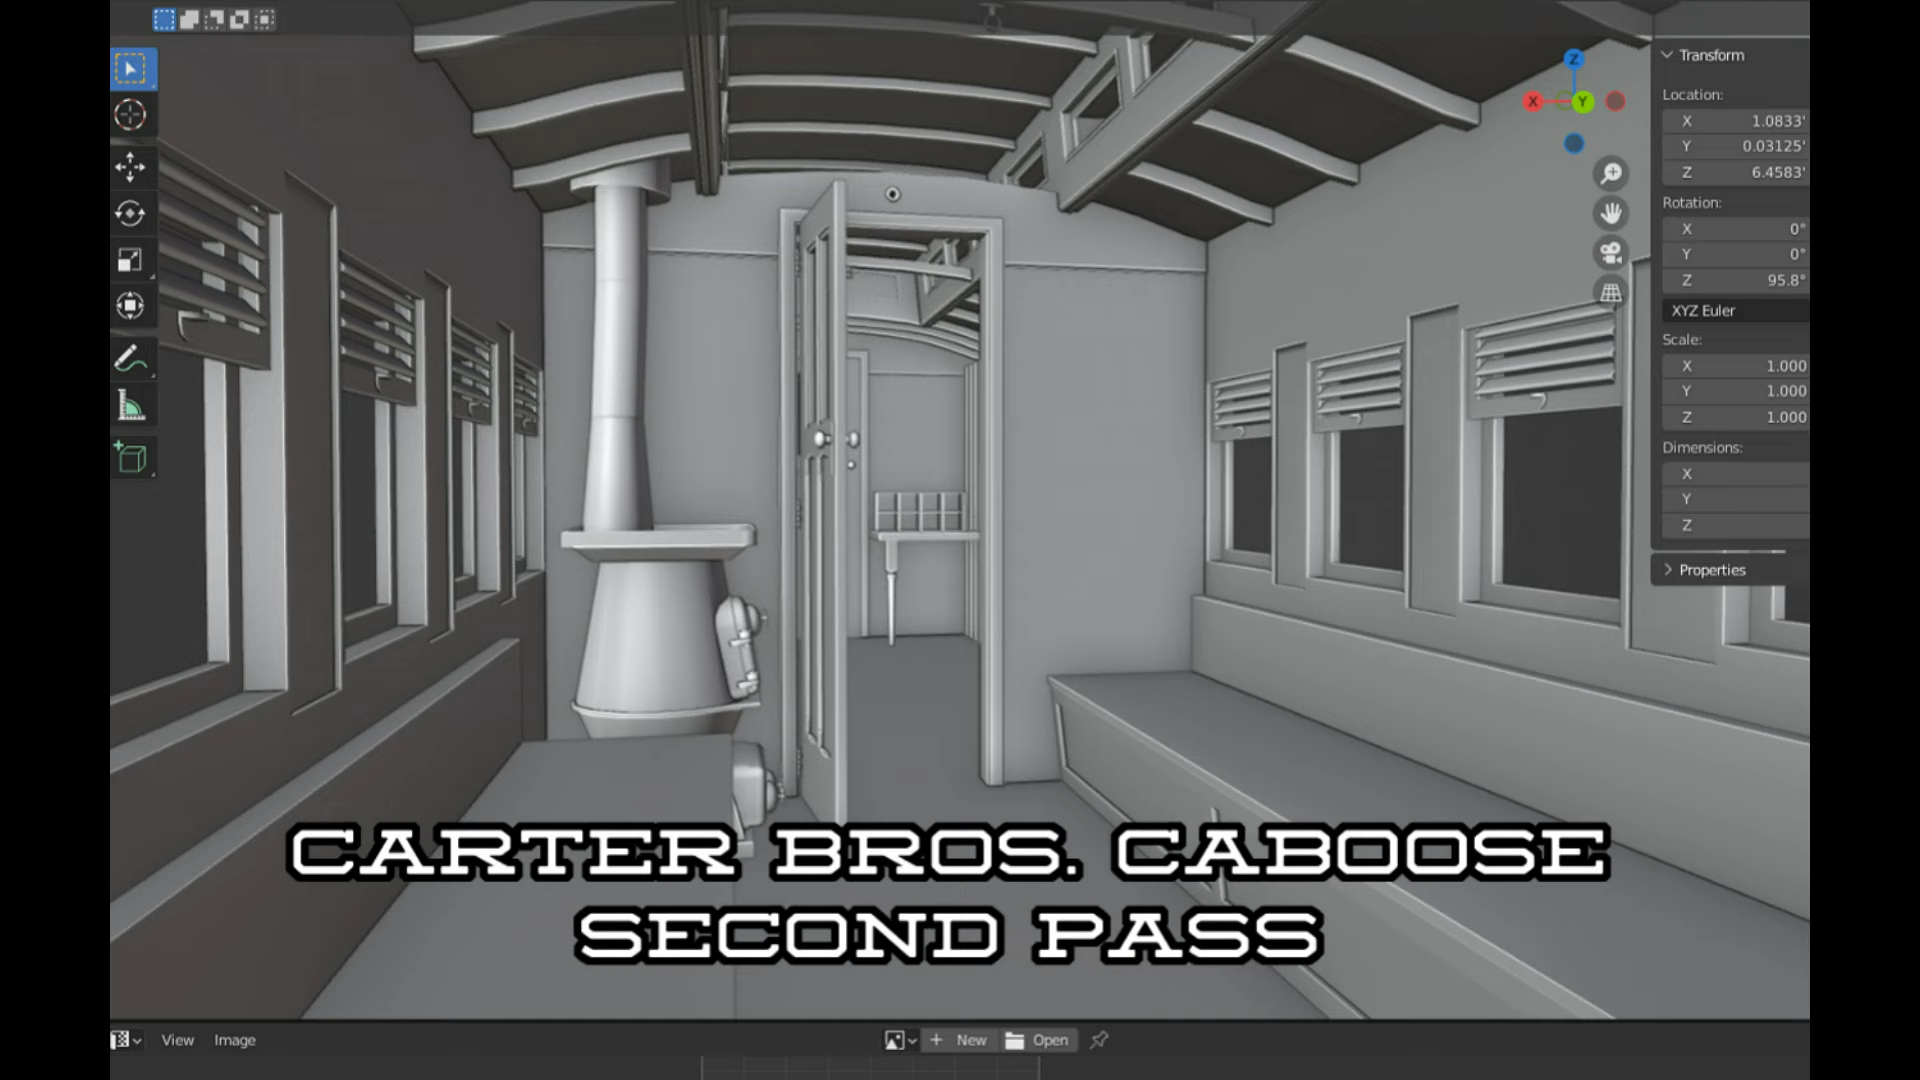 Transform
Location:
X 1.0833'
Y 0.03125'
Z 6.4583'
Rotation:
X 0°
Y 0°
Z 95.8°
XYZ Euler
Scale:
X 1.000
Y 1.000
Z 1.000
Dimensions:
X
Y
Z
Properties
Z
X
Y
CARTER BROS. CABOOSE
SECOND PASS
View Image New Open